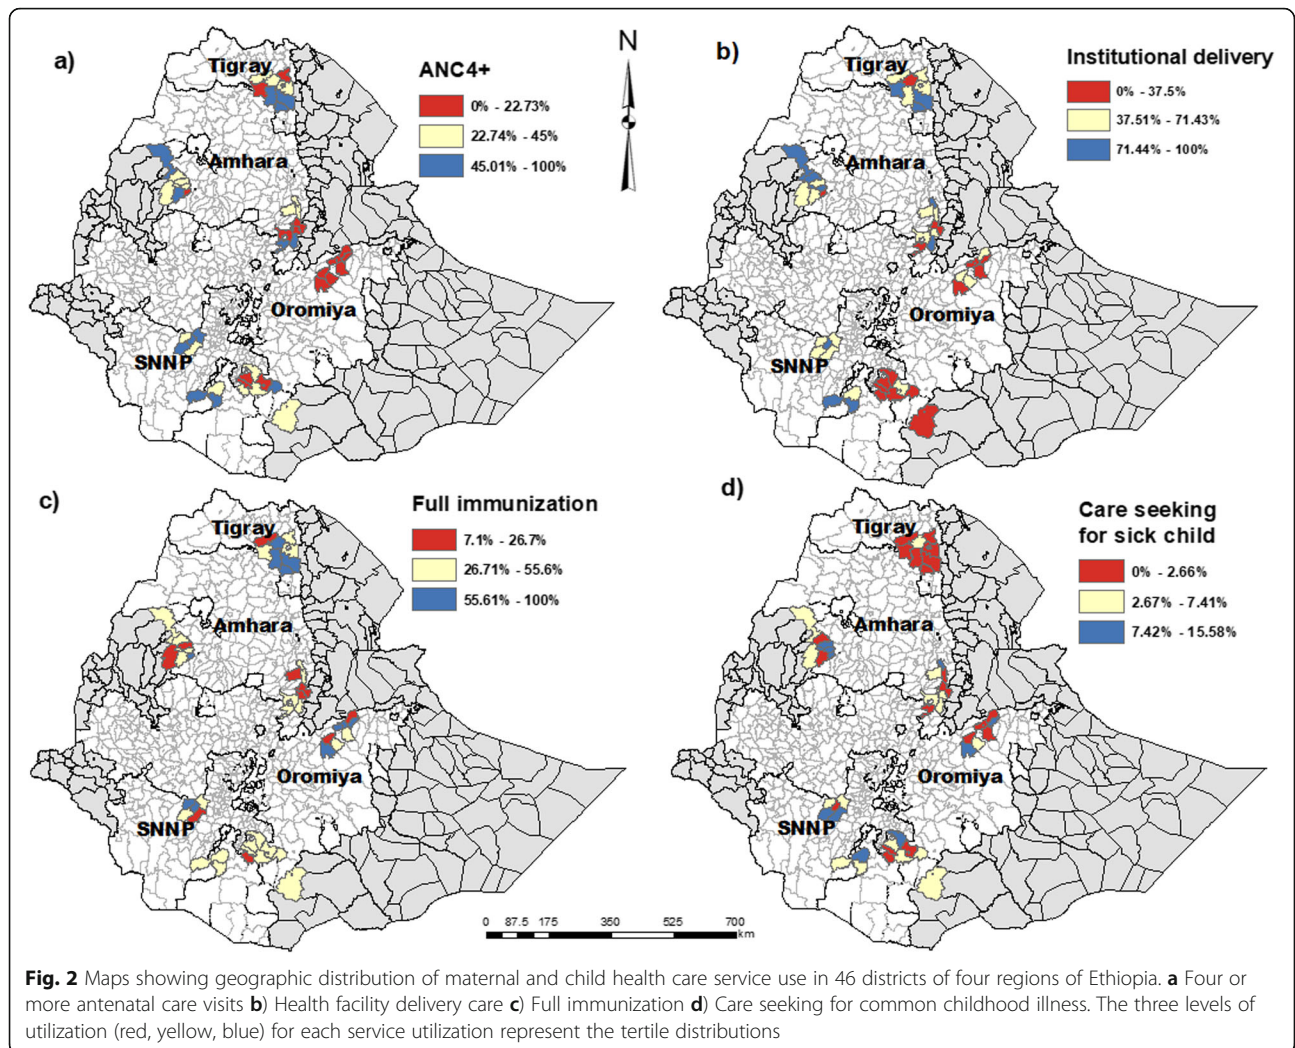 a)
Tigray
ANC4+
0% - 22.73%
22.74% - 45%
45.01% - 100%
Amhara
Oromiya
SNNP
N
b)
Tigray
Institutional delivery
0% - 37.5%
37.51% - 71.43%
71.44% - 100%
Amhara
Oromiya
SNNP
c)
Tigray
Full immunization
7.1% - 26.7%
26.71% - 55.6%
55.61% - 100%
Amhara
Oromiya
SNNP
d)
Tigray
Care seeking
for sick child
0% - 2.66%
2.67% - 7.41%
7.42% - 15.58%
Amhara
Oromiya
SNNP
0 87.5 175 350 525 700
km
Fig. 2 Maps showing geographic distribution of maternal and child health care service use in 46 districts of four regions of Ethiopia. a Four or
more antenatal care visits b) Health facility delivery care c) Full immunization d) Care seeking for common childhood illness. The three levels of
utilization (red, yellow, blue) for each service utilization represent the tertile distributions